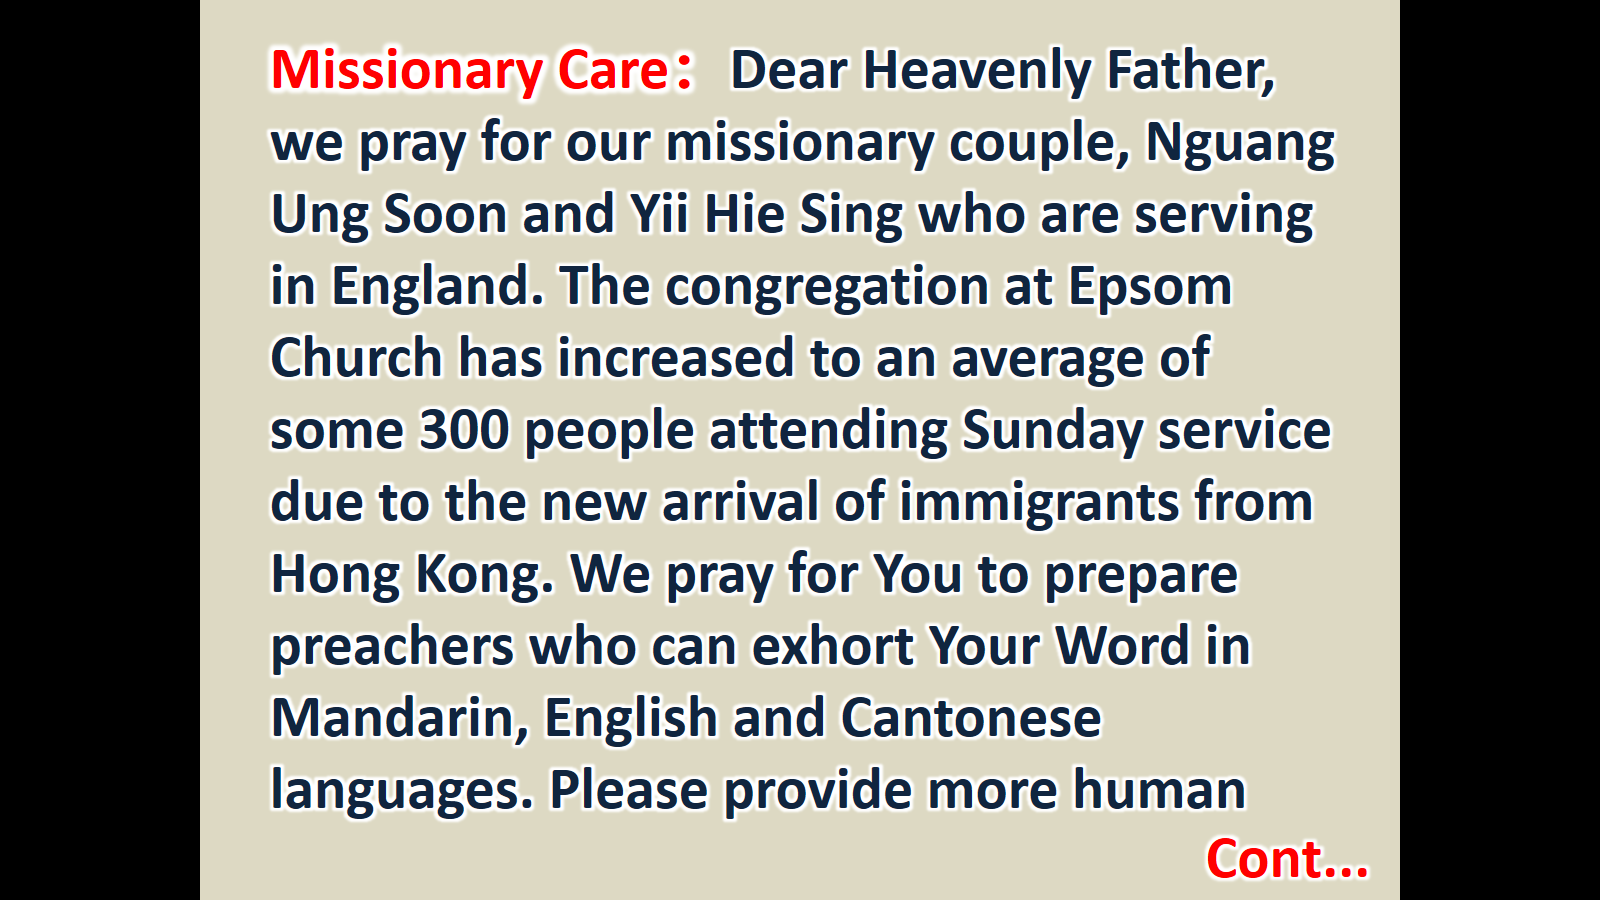 Missionary Care： Dear Heavenly Father,
we pray for our missionary couple, Nguang
Ung Soon and Yii Hie Sing who are serving
in England. The congregation at Epsom
Church has increased to an average of
some 300 people attending Sunday service
due to the new arrival of immigrants from
Hong Kong. We pray for You to prepare
preachers who can exhort Your Word in
Mandarin, English and Cantonese
languages. Please provide more human
Cont...